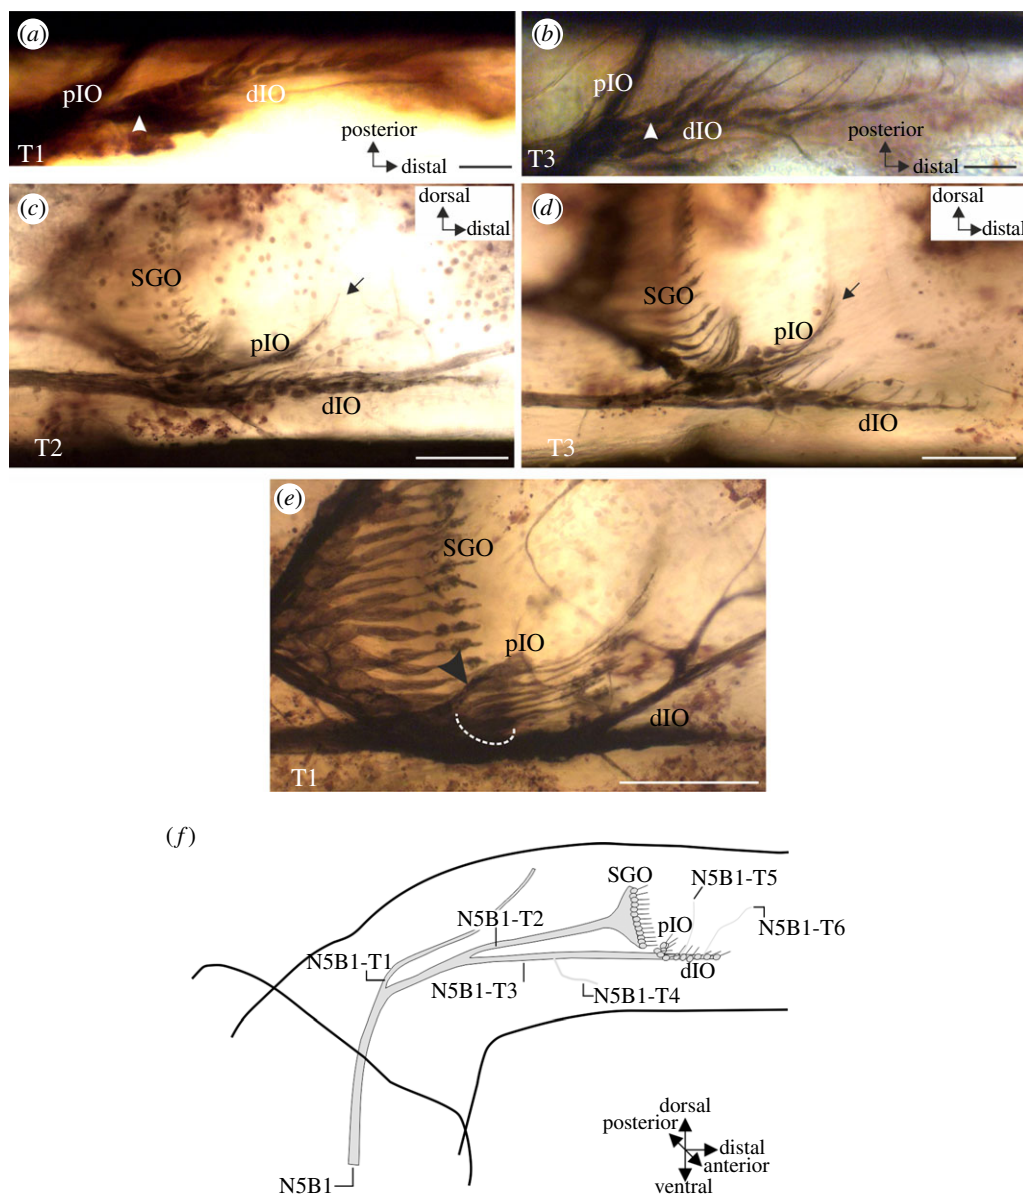 (a)
pIO
dIO
T1
posterior
distal
(b)
pIO
dIO
T3
posterior
distal
(c)
dorsal
distal
SGO
pIO
dIO
T2
(d)
dorsal
distal
SGO
pIO
dIO
T3
(e)
SGO
pIO
dIO
T1
(f)
SGO
N5B1-T5
N5B1-T2
pIO
N5B1-T6
N5B1-T1
dIO
N5B1-T3
N5B1-T4
dorsal
posterior
distal
anterior
ventral
N5B1